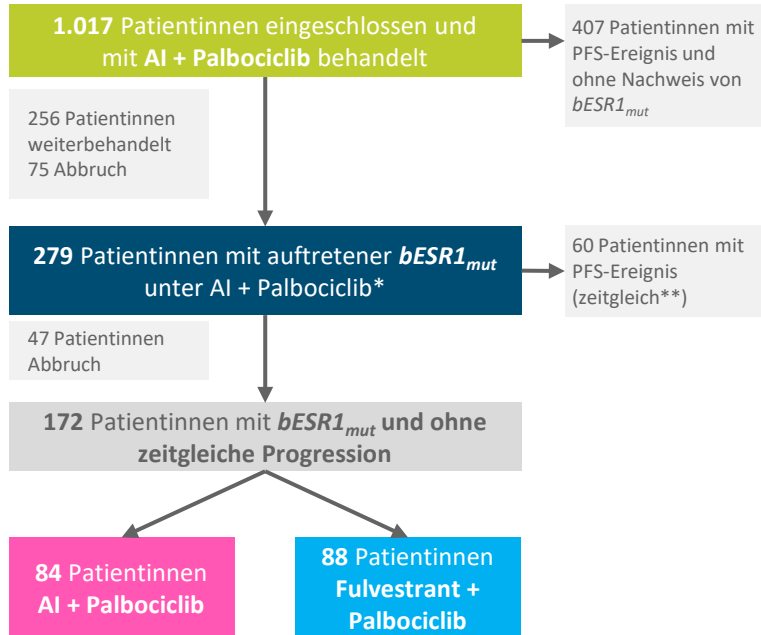 1.017 Patientinnen eingeschlossen und
mit AI + Palbociclib behandelt
407 Patientinnen mit
PFS-Ereignis und
ohne Nachweis von
bESR1mut
256 Patientinnen
weiterbehandelt
75 Abbruch
279 Patientinnen mit auftretener bESR1mut
unter AI + Palbociclib*
60 Patientinnen mit
PFS-Ereignis
(zeitgleich**)
47 Patientinnen
Abbruch
172 Patientinnen mit bESR1mut und ohne
zeitgleiche Progression
84 Patientinnen
AI + Palbociclib
88 Patientinnen
Fulvestrant +
Palbociclib